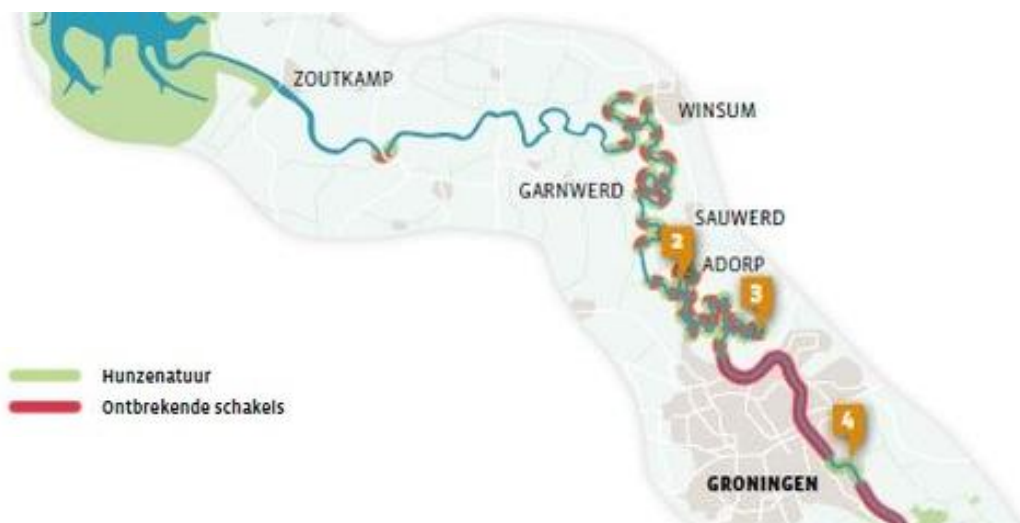 ZOUTKAMP
WINSUM
GARNWERD
SAUWERD
2
ADORP
3
Hunzenatuur
Ontbrekende schakels
4
GRONINGEN